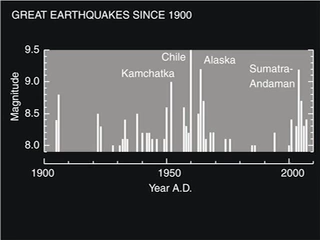 GREAT EARTHQUAKES SINCE 1900
9.5
9.0
8.5
8.0
Magnitude
Chile
Alaska
Kamchatka
Sumatra-
Andaman
1900
1950
2000
Year A.D.